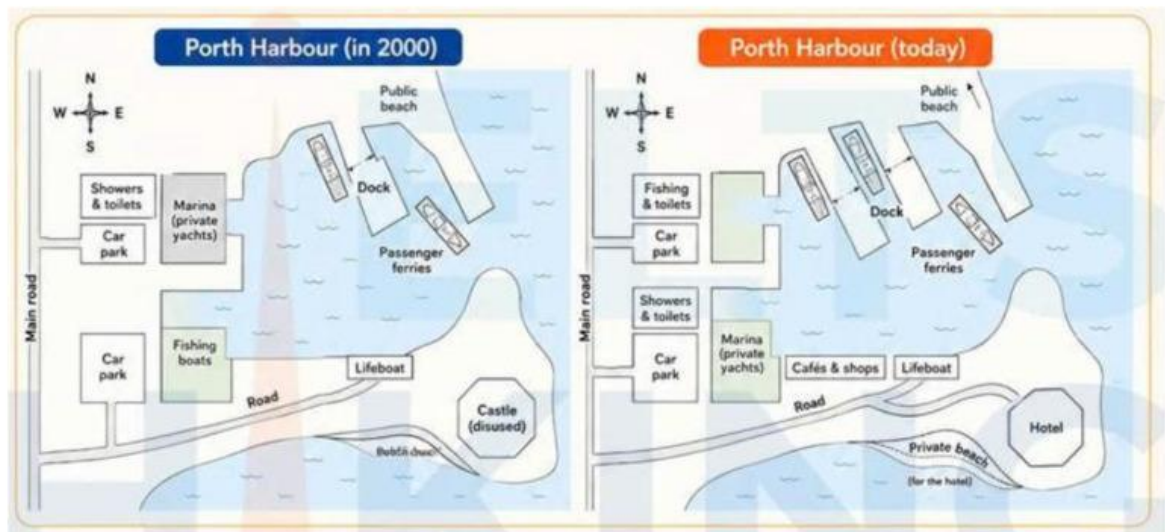 Porth Harbour (in 2000)
N
W E
S
Public
beach
Showers
& toilets
Marina
(private
yachts)
Dock
Car
park
Passenger
ferries
Main road
Car
park
Fishing
boats
Lifeboat
Road
Castle
(disused)
Porth Harbour (today)
N
W E
S
Public
beach
Fishing
& toilets
Dock
Car
park
Passenger
ferries
Main road
Showers
& toilets
Car
park
Marina
(private
yachts)
Cafés & shops
Lifeboat
Road
Hotel
Private beach
(for the hotel)